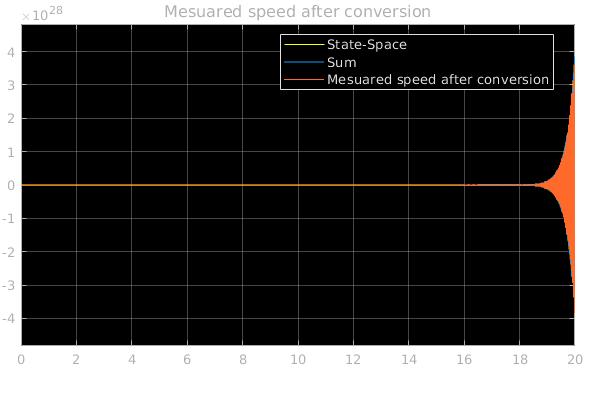 Mesuared speed after conversion
×10^28
State-Space
Sum
Mesuared speed after conversion
4
3
2
1
0
-1
-2
-3
-4
0 2 4 6 8 10 12 14 16 18 20